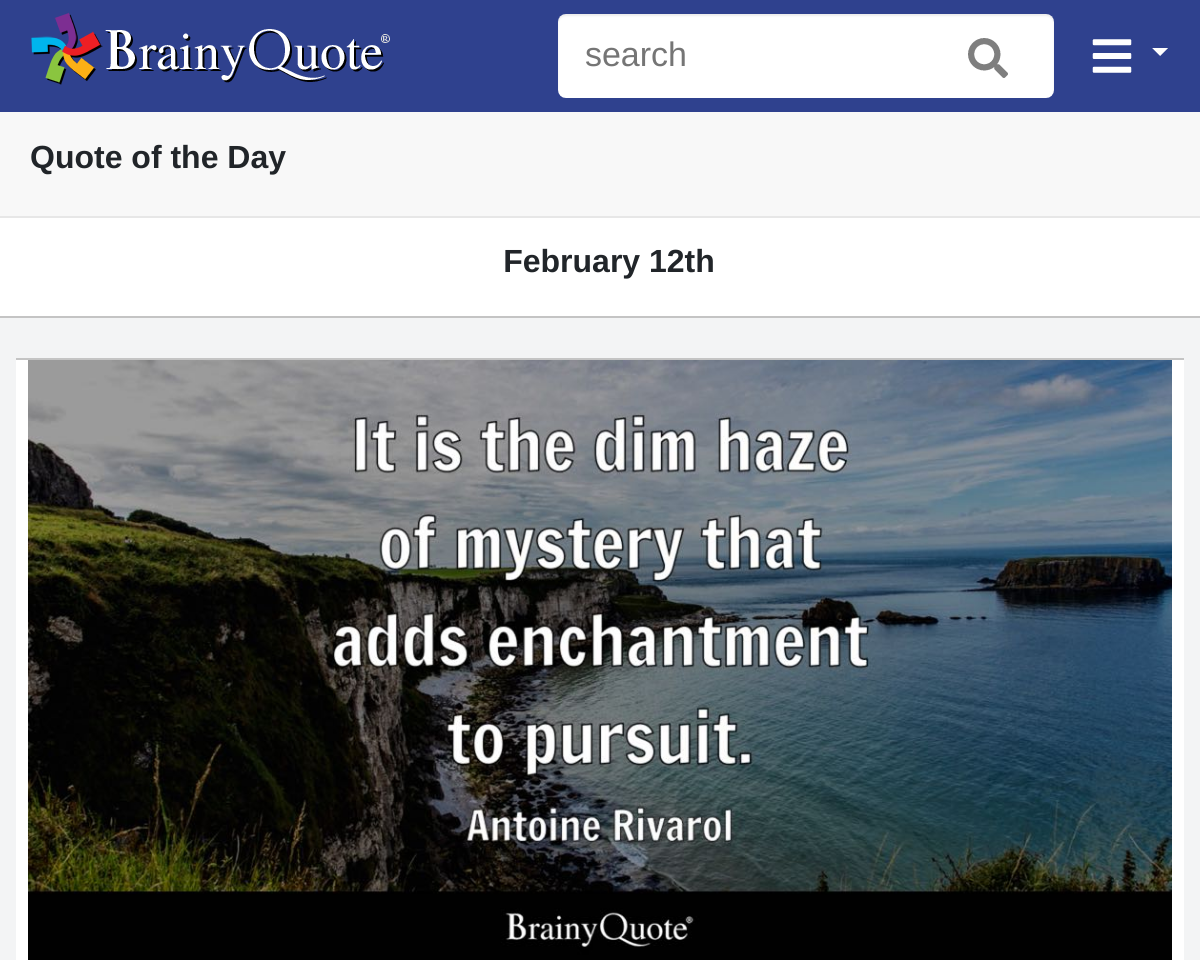 BrainyQuote®
search
Quote of the Day
February 12th
It is the dim haze
of mystery that
adds enchantment
to pursuit.
Antoine Rivarol
BrainyQuote®